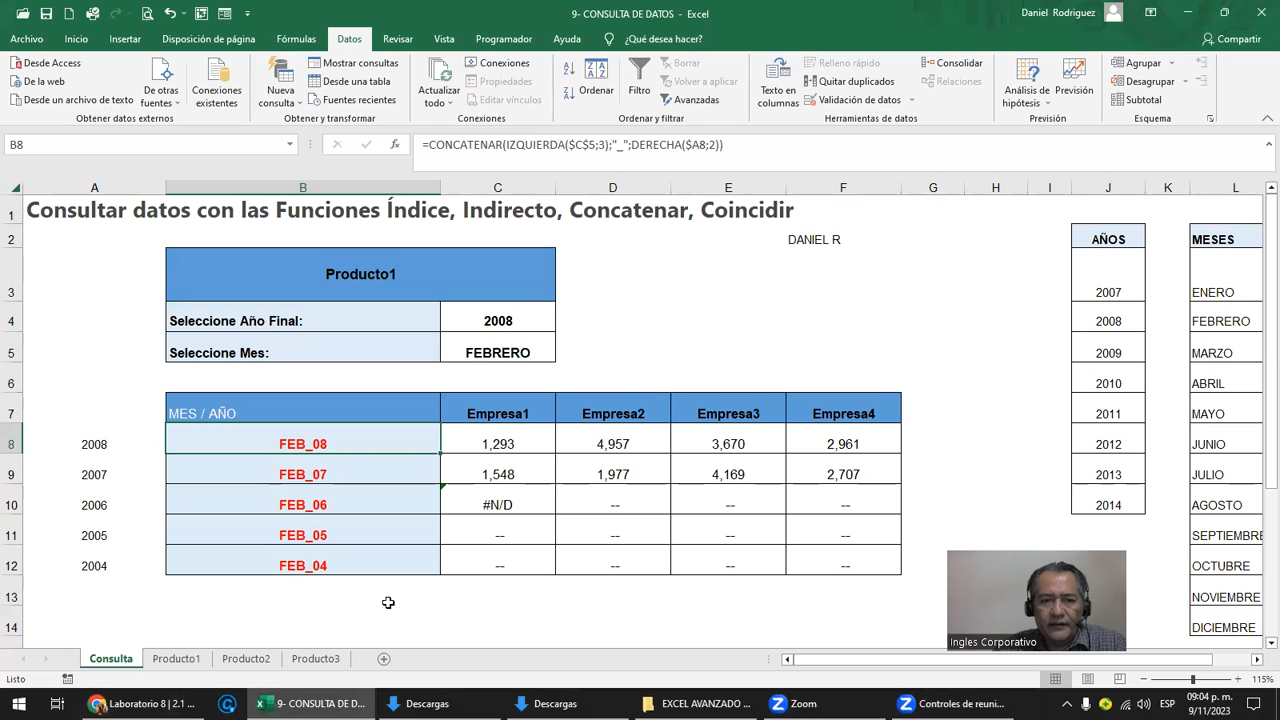 9- CONSULTA DE DATOS - Excel
Daniel Rodriguez
Archivo Inicio Insertar Disposición de página Fórmulas Datos Revisar Vista Programador Ayuda ¿Qué desea hacer? Compartir
Desde Access
De la web
Desde un archivo de texto
De otras fuentes
Conexiones existentes
Obtener datos externos
Nueva consulta
Mostrar consultas
Desde una tabla
Fuentes recientes
Obtener y transformar
Actualizar todo
Conexiones
Propiedades
Editar vínculos
Conexiones
Ordenar
Filtro
Borrar
Volver a aplicar
Avanzadas
Ordenar y filtrar
Texto en columnas
Relleno rápido
Quitar duplicados
Validación de datos
Consolidar
Relaciones
Herramientas de datos
Análisis de hipótesis
Previsión
Previsión
Agrupar
Desagrupar
Subtotal
Esquema
B8 fx =CONCATENAR(IZQUIERDA($C$5;3);"_";DERECHA($A8;2))
A B C D E F G H I J K L
1 Consultar datos con las Funciones Índice, Indirecto, Concatenar, Coincidir
2 DANIEL R AÑOS MESES
3 Producto1 2007 ENERO
4 Seleccione Año Final: 2008 2008 FEBRERO
5 Seleccione Mes: FEBRERO 2009 MARZO
6 2010 ABRIL
7 MES / AÑO Empresa1 Empresa2 Empresa3 Empresa4 2011 MAYO
8 2008 FEB_08 1,293 4,957 3,670 2,961 2012 JUNIO
9 2007 FEB_07 1,548 1,977 4,169 2,707 2013 JULIO
10 2006 FEB_06 #N/D -- -- -- 2014 AGOSTO
11 2005 FEB_05 -- -- -- -- SEPTIEMBRE
12 2004 FEB_04 -- -- -- -- OCTUBRE
13 NOVIEMBRE
14 DICIEMBRE
Ingles Corporativo
Consulta Producto1 Producto2 Producto3
Listo 115%
Laboratorio 8 | 2.1 ... 9- CONSULTA DE D... Descargas Descargas EXCEL AVANZADO ... Zoom Controles de reuni... ESP 09:04 p. m.
9/11/2023